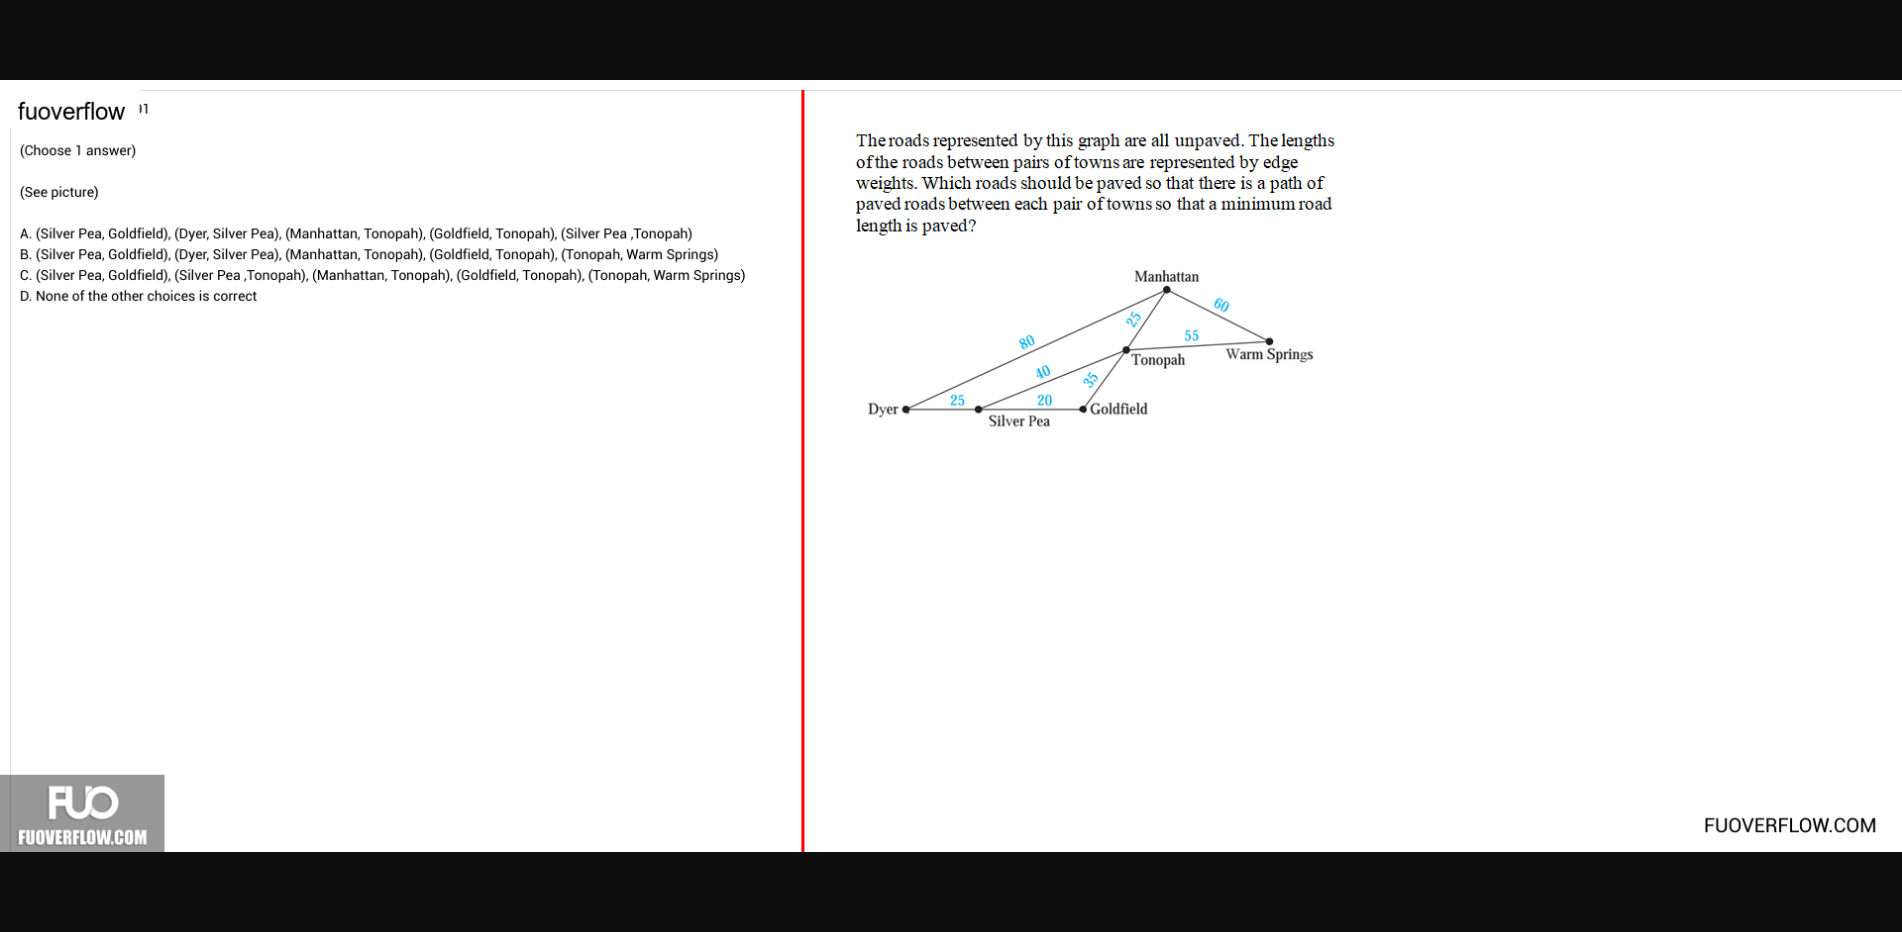 fuoverflow
(Choose 1 answer)
(See picture)
A. (Silver Pea, Goldfield), (Dyer, Silver Pea), (Manhattan, Tonopah), (Goldfield, Tonopah), (Silver Pea ,Tonopah)
B. (Silver Pea, Goldfield), (Dyer, Silver Pea), (Manhattan, Tonopah), (Goldfield, Tonopah), (Tonopah, Warm Springs)
C. (Silver Pea, Goldfield), (Silver Pea ,Tonopah), (Manhattan, Tonopah), (Goldfield, Tonopah), (Tonopah, Warm Springs)
D. None of the other choices is correct
The roads represented by this graph are all unpaved. The lengths
of the roads between pairs of towns are represented by edge
weights. Which roads should be paved so that there is a path of
paved roads between each pair of towns so that a minimum road
length is paved?
Manhattan
60
25
80
55
Tonopah
Warm Springs
40
35
Dyer
25
20
Goldfield
Silver Pea
FUO
FUOVERFLOW.COM
FUOVERFLOW.COM